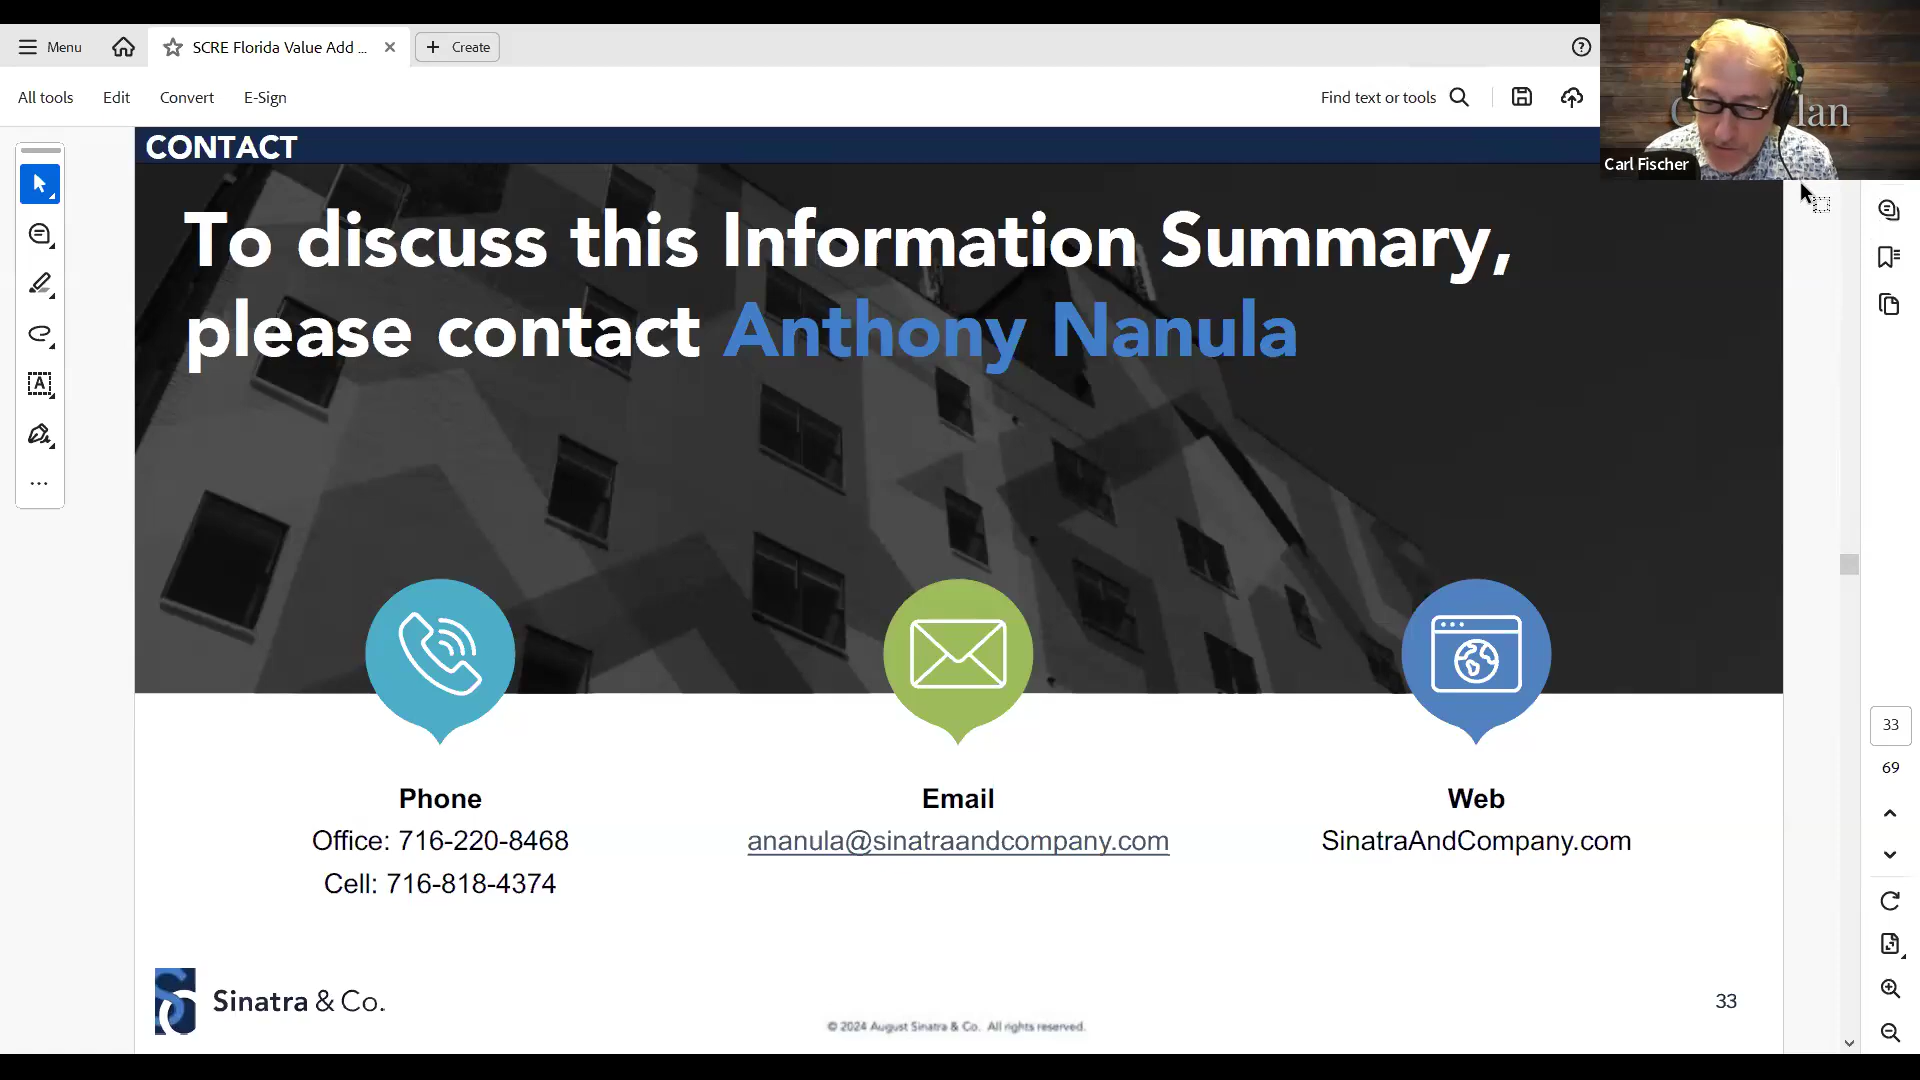 Menu
SCRE Florida Value Add ...
Create
All tools
Edit
Convert
E-Sign
Find text or tools
Carl Fischer
CONTACT
To discuss this Information Summary,
please contact Anthony Nanula
Phone
Office: 716-220-8468
Cell: 716-818-4374
Email
ananula@sinatraandcompany.com
Web
SinatraAndCompany.com
Sinatra & Co.
© 2024 August Sinatra & Co. All rights reserved.
33
33
69